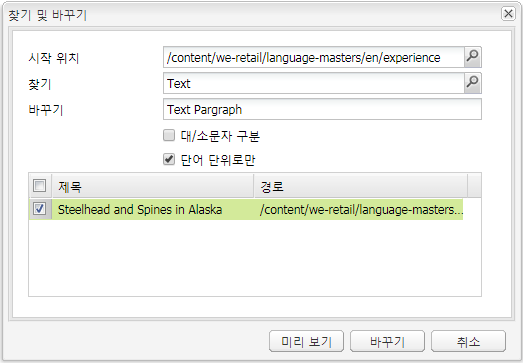 찾기 및 바꾸기
시작 위치 /content/we-retail/language-masters/en/experience
찾기 Text
바꾸기 Text Pargraph
대/소문자 구분
단어 단위로만
제목 경로
Steelhead and Spines in Alaska /content/we-retail/language-masters...
미리 보기 바꾸기 취소